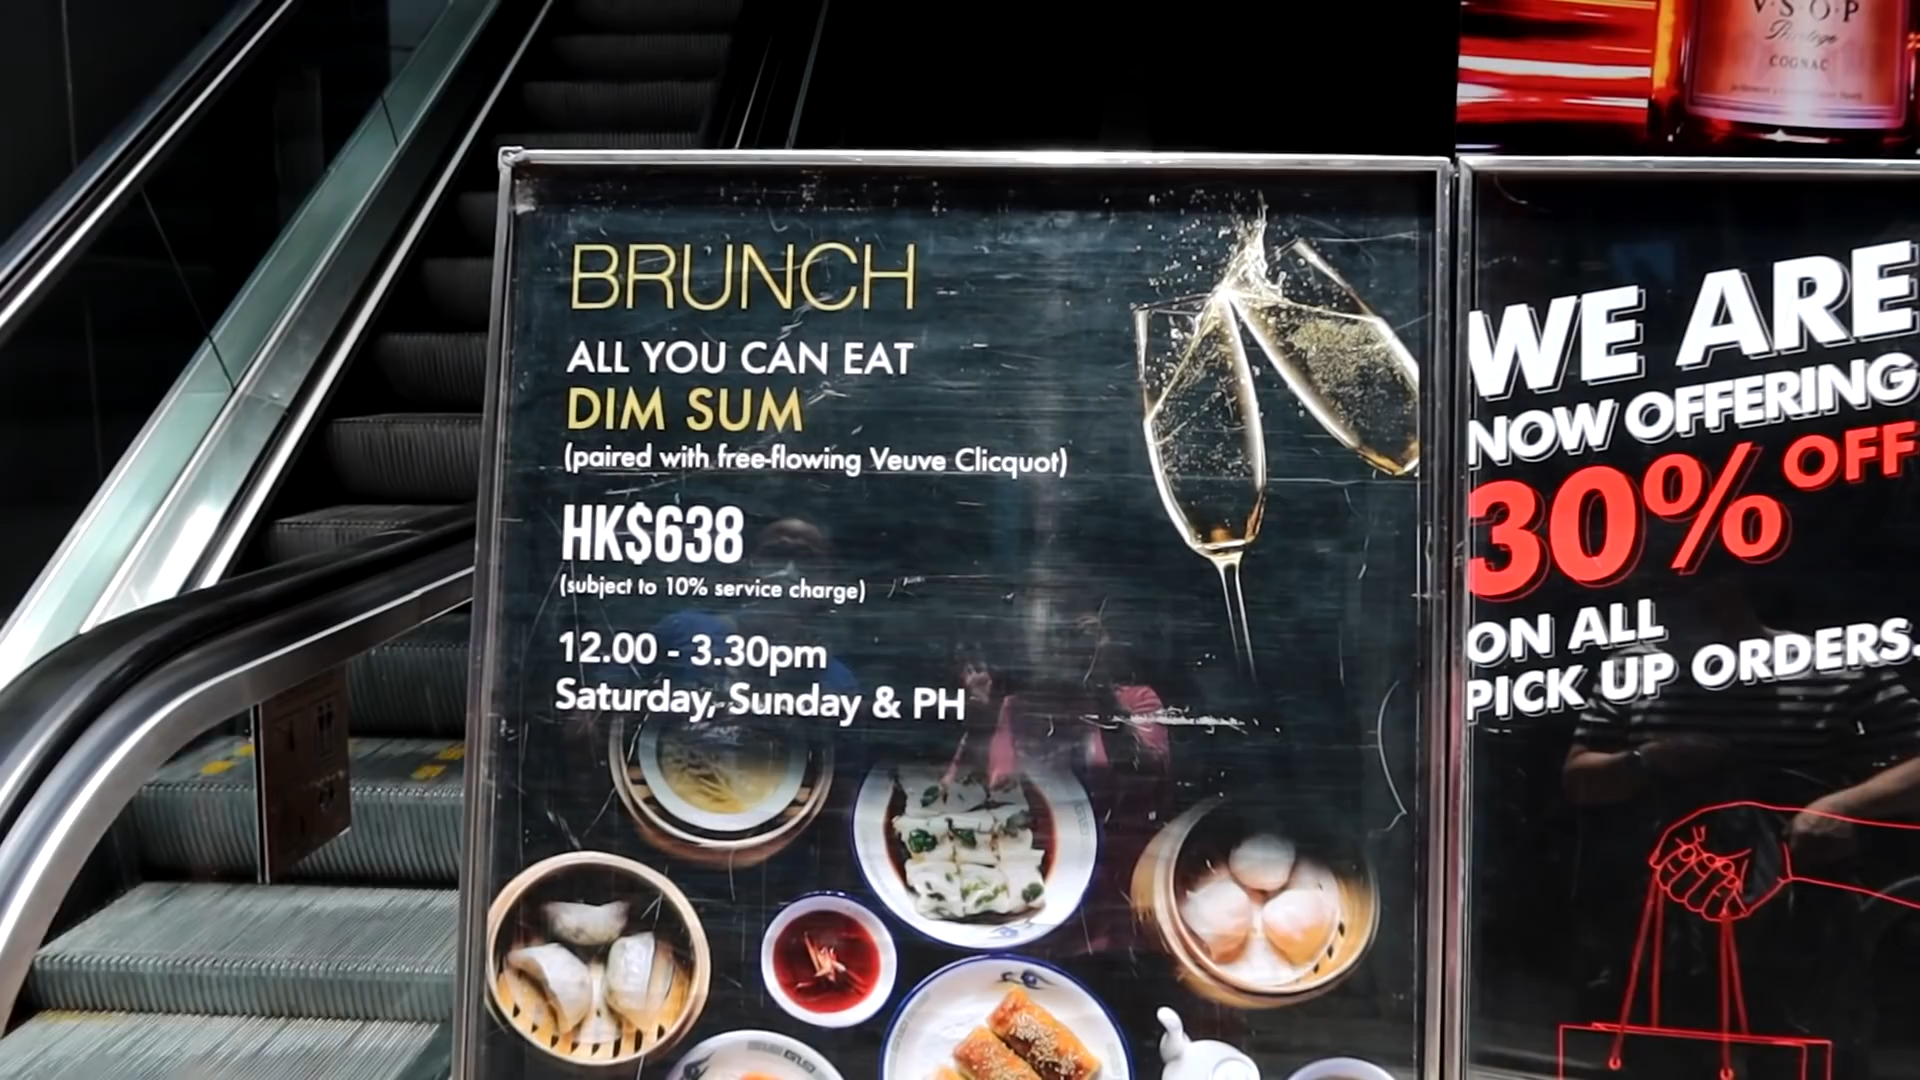 BRUNCH
ALL YOU CAN EAT
DIM SUM
(paired with free-flowing Veuve Clicquot)
HK$638
(subject to 10% service charge)
12.00 - 3.30pm
Saturday, Sunday & PH
V.S.O.P
Privilège
COGNAC
WE ARE
NOW OFFERING
30% OFF
ON ALL
PICK UP ORDERS.